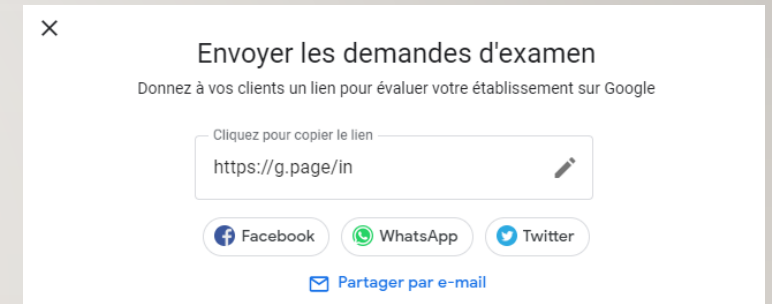 Envoyer les demandes d'examen
Donnez à vos clients un lien pour évaluer votre établissement sur Google
Cliquez pour copier le lien
https://g.page/in
Facebook WhatsApp Twitter
Partager par e-mail